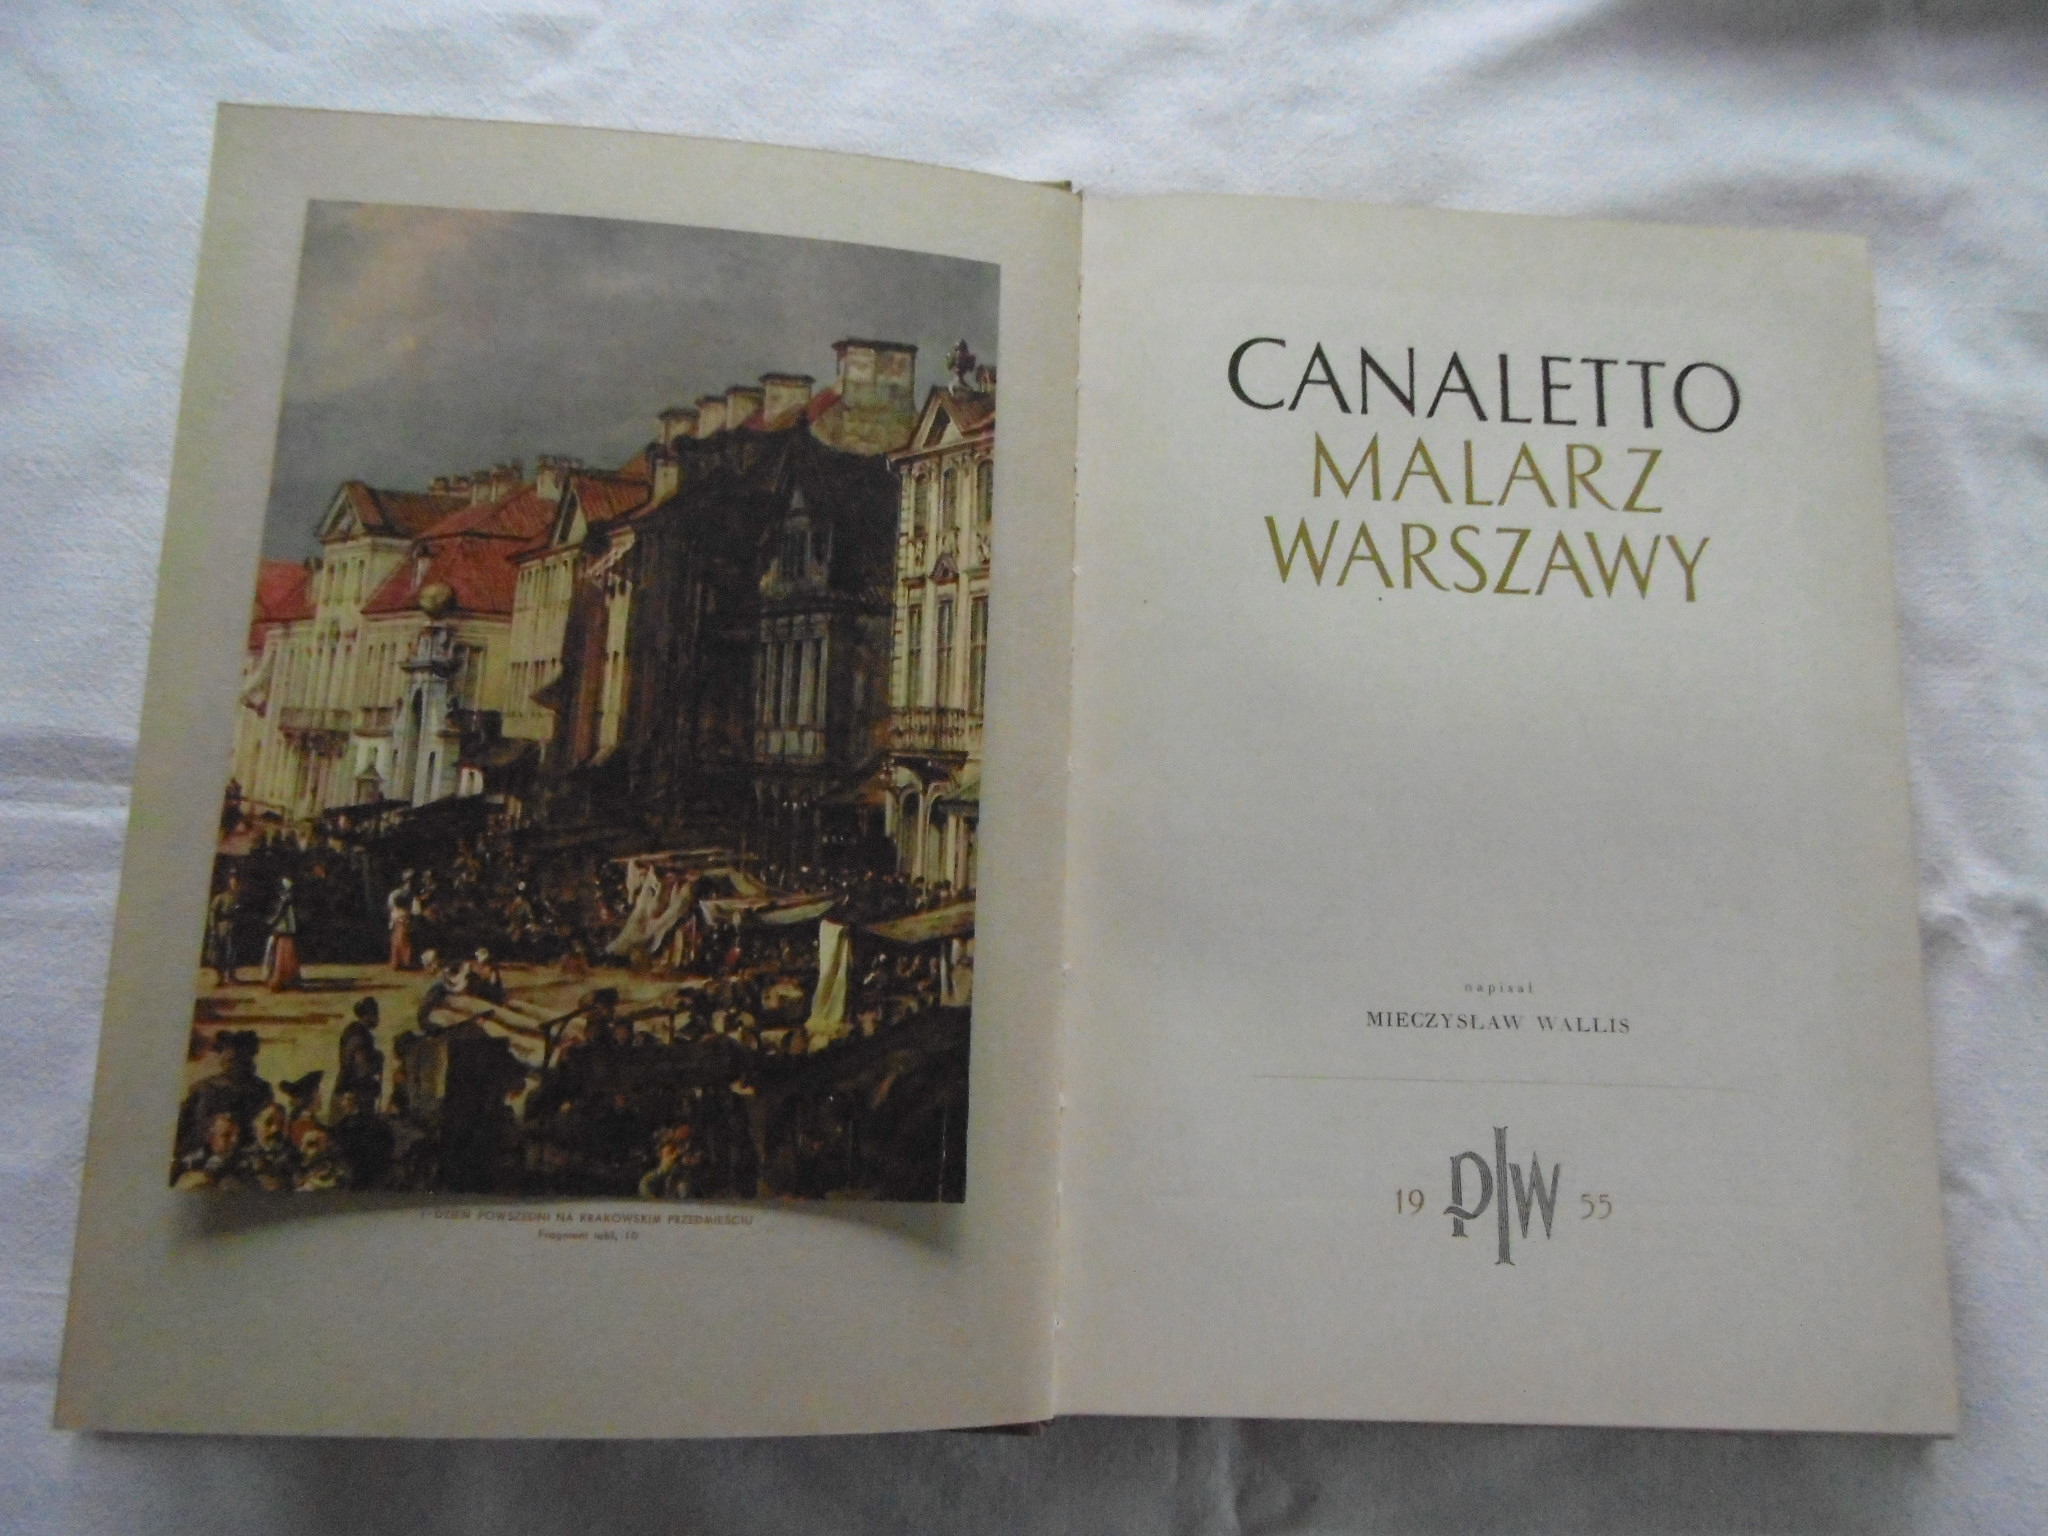 1 · DZIEŃ POWSZEDNI NA KRAKOWSKIM PRZEDMIEŚCIU
Fragment tabl. 10
CANALETTO
MALARZ
WARSZAWY
napisał
MIECZYSŁAW WALLIS
19 PIW 55